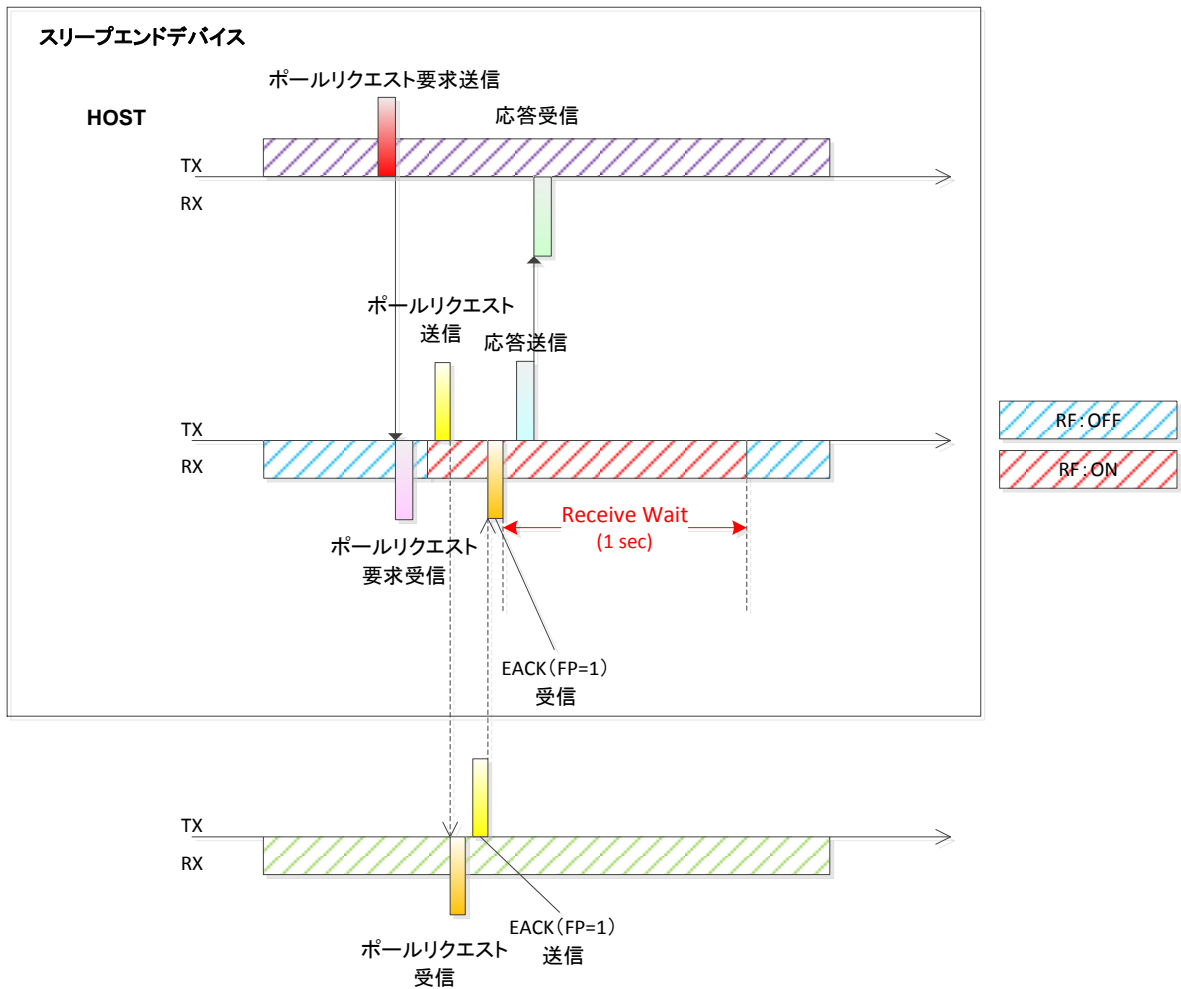 スリープエンドデバイス
ポールリクエスト要求送信
HOST
応答受信
TX
RX
ポールリクエスト
送信
応答送信
TX
RX
RF:OFF
RF:ON
Receive Wait
(1 sec)
ポールリクエスト
要求受信
EACK(FP=1)
受信
TX
RX
EACK(FP=1)
送信
ポールリクエスト
受信